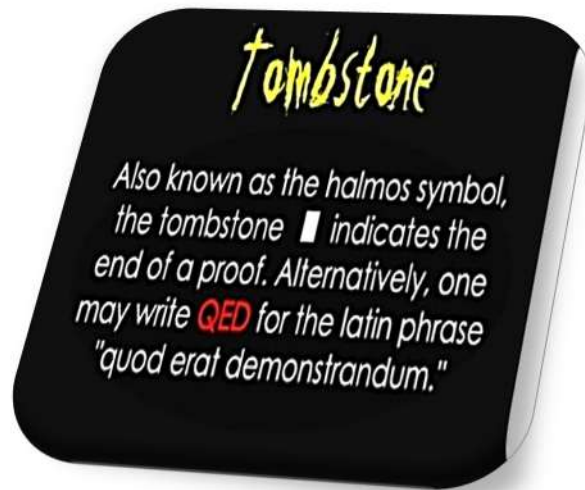 Tombstone
Also known as the halmos symbol,
the tombstone ▮ indicates the
end of a proof. Alternatively, one
may write QED for the latin phrase
"quod erat demonstrandum."